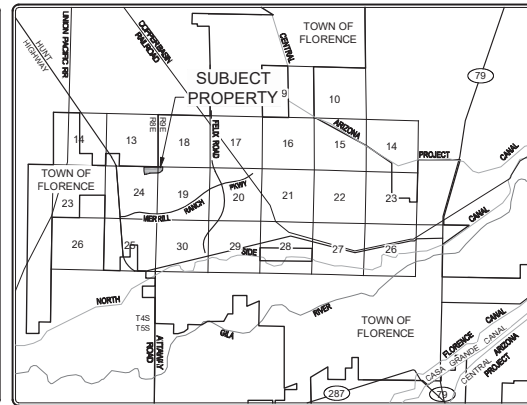 TOWN OF
FLORENCE
UNION PACIFIC RR
HUNT
HIGHWAY
COPPER BASIN
RAILROAD
CENTRAL
79
SUBJECT
PROPERTY
9
10
ARIZONA
PROJECT
CANAL
R8E
R9E
FELIX ROAD
14
13
18
17
16
15
14
TOWN OF
FLORENCE
23
24
19
20
21
22
23
MERRILL
RANCH
PKWY
CANAL
26
25
30
29
28
27
26
SIDE
NORTH
T4S
T5S
ATTAWAY
ROAD
GILA
RIVER
TOWN OF
FLORENCE
FLORENCE
CANAL
CASA GRANDE CANAL
CENTRAL ARIZONA
PROJECT
287
79